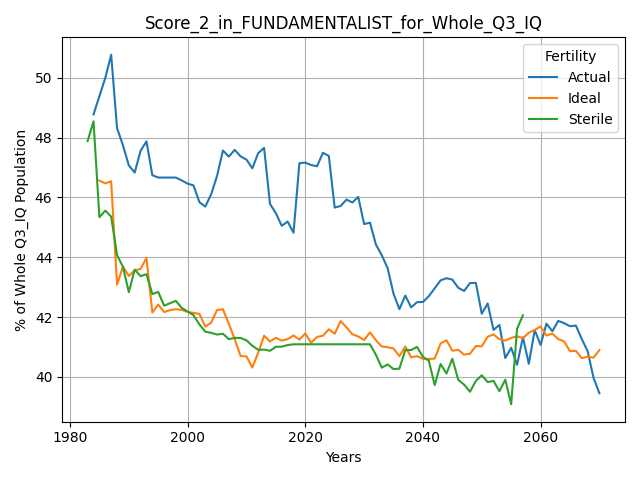 Score_2_in_FUNDAMENTALIST_for_Whole_Q3_IQ
Fertility
Actual
Ideal
Sterile
% of Whole Q3_IQ Population
50
48
46
44
42
40
1980
2000
2020
2040
2060
Years